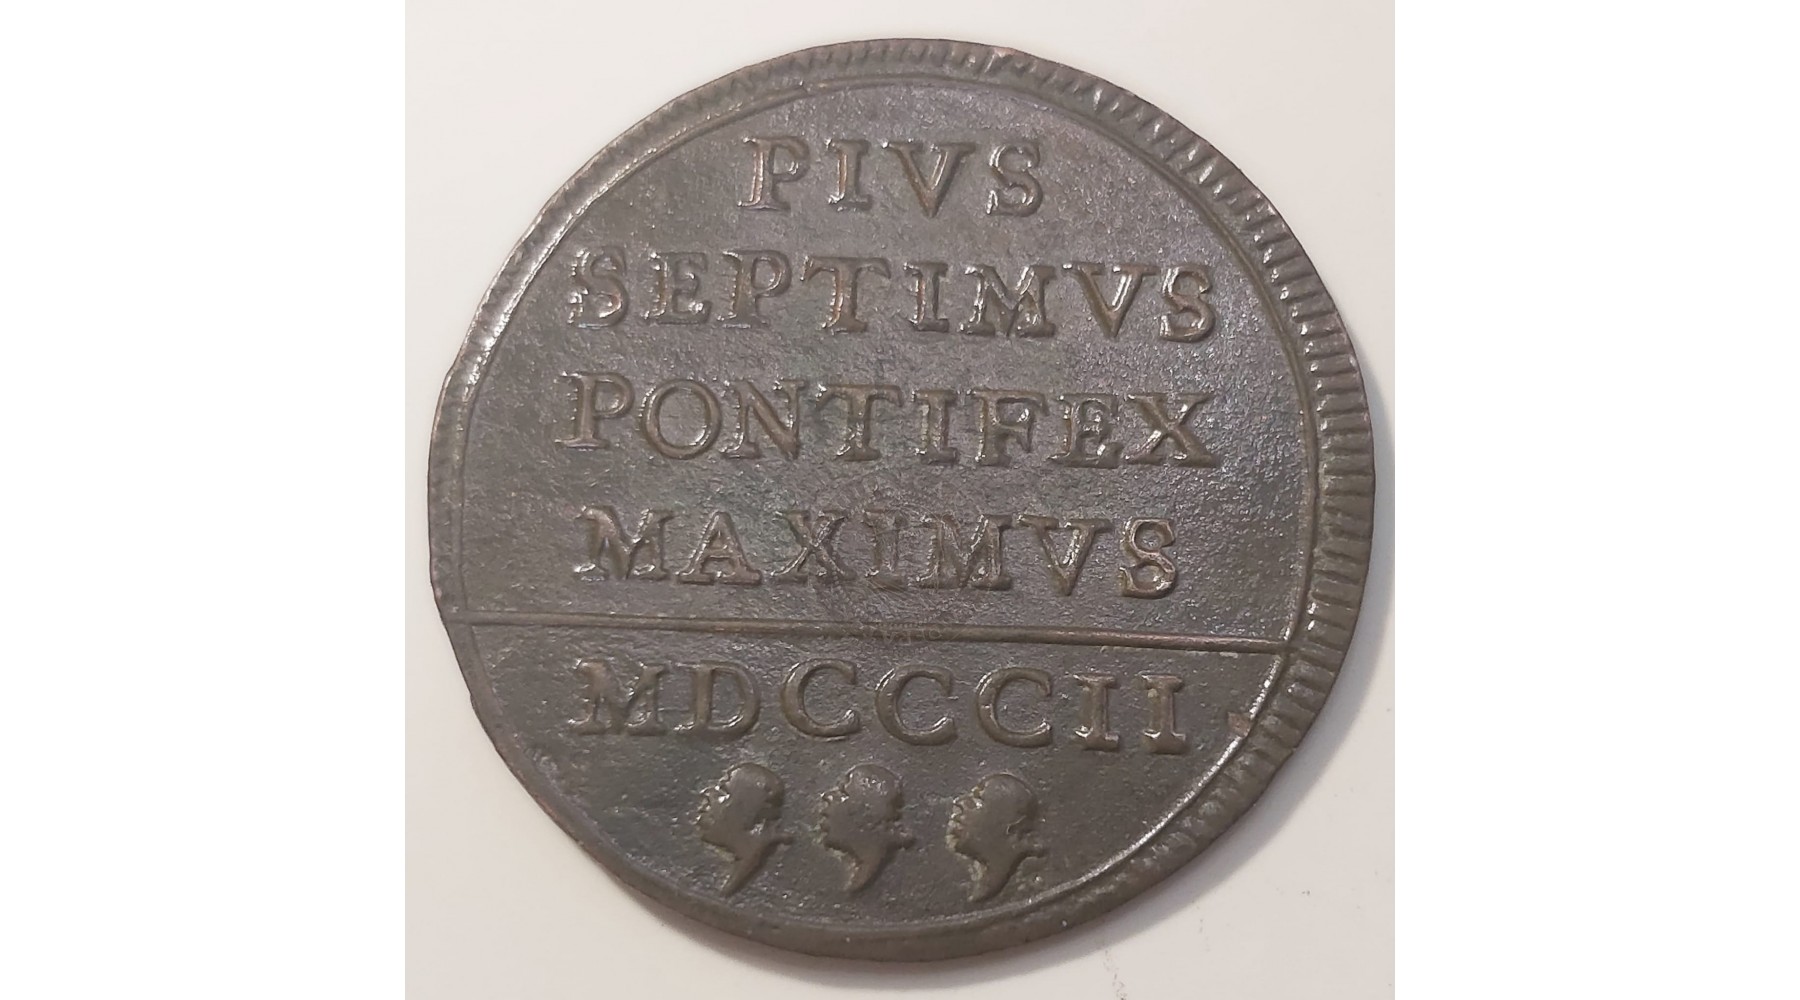 PIVS
SEPTIMVS
PONTIFEX
MAXIMVS
MDCCCII